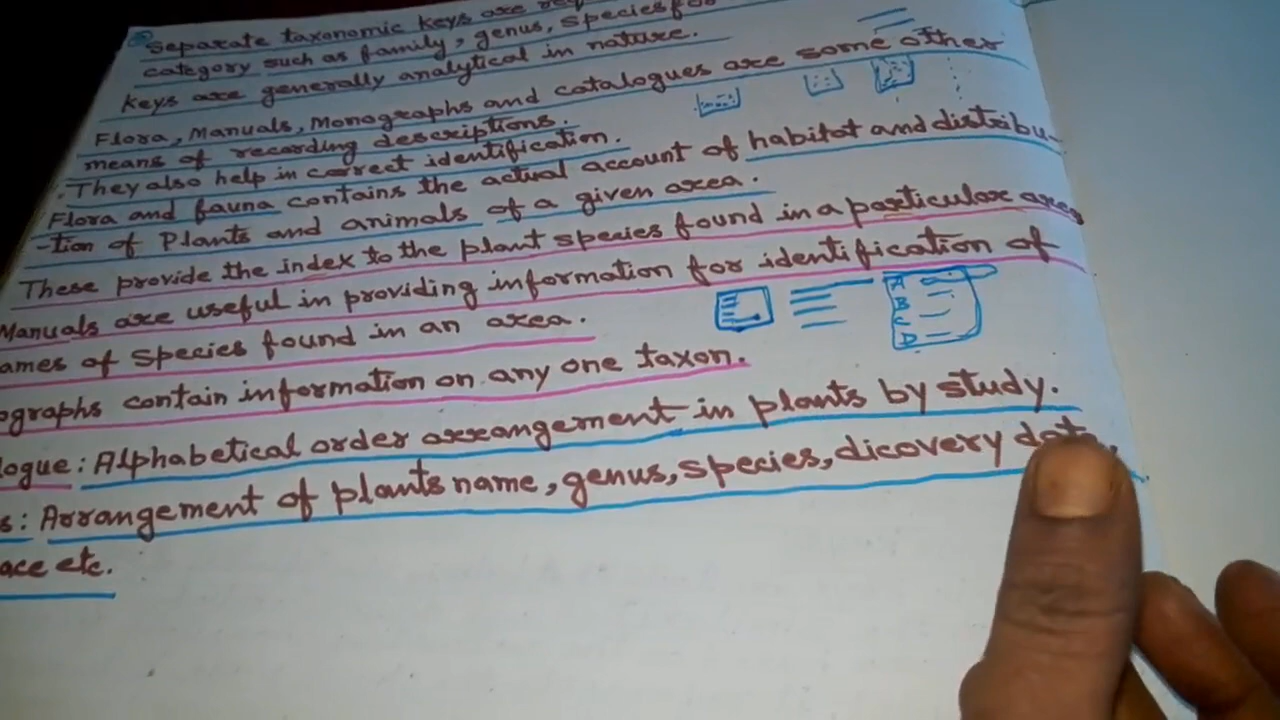 Separate taxonomic keys are
category such as family, genus, species for
keys are generally analytical in nature.
Flora, Manuals, Monographs and catalogues are some other
means of recording descriptions.
. They also help in correct identification.
Flora and fauna contains the actual account of habitat and distribu-
-tion of Plants and animals of a given area.
These provide the index to the plant species found in a particular area
Manuals are useful in providing information for identification of
ames of species found in an area.
ographs contain information on any one taxon.
logue: Alphabetical order arrangement in plants by study.
s: Arrangement of plants name, genus, species, dicovery
ace etc.
A
B
C
D